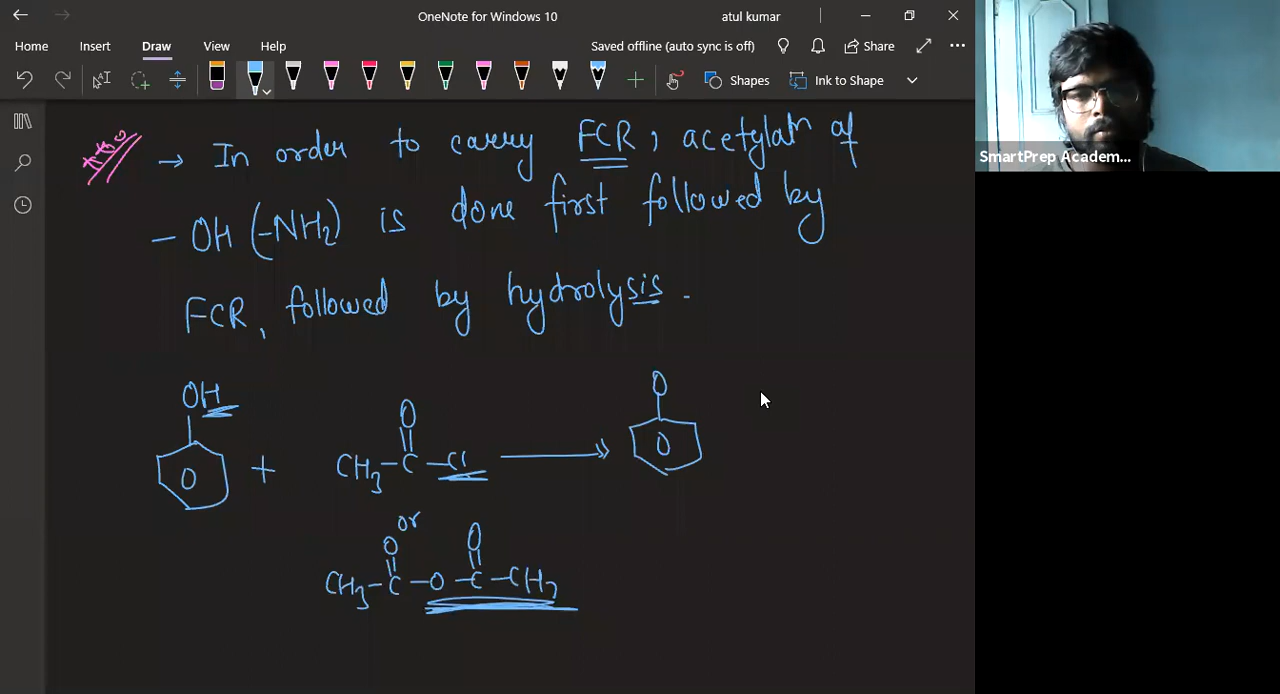 OneNote for Windows 10
atul kumar
Home Insert Draw View Help
Saved offline (auto sync is off)
Share
Shapes
Ink to Shape
→ In order to carry FCR, acetylatn of
- OH (-NH2) is done first followed by
FCR, followed by hydrolysis.
SmartPrep Academ...
OH
O
+
O
CH3-C-Cl
O
O
or
O O
CH3-C-O-C-CH3